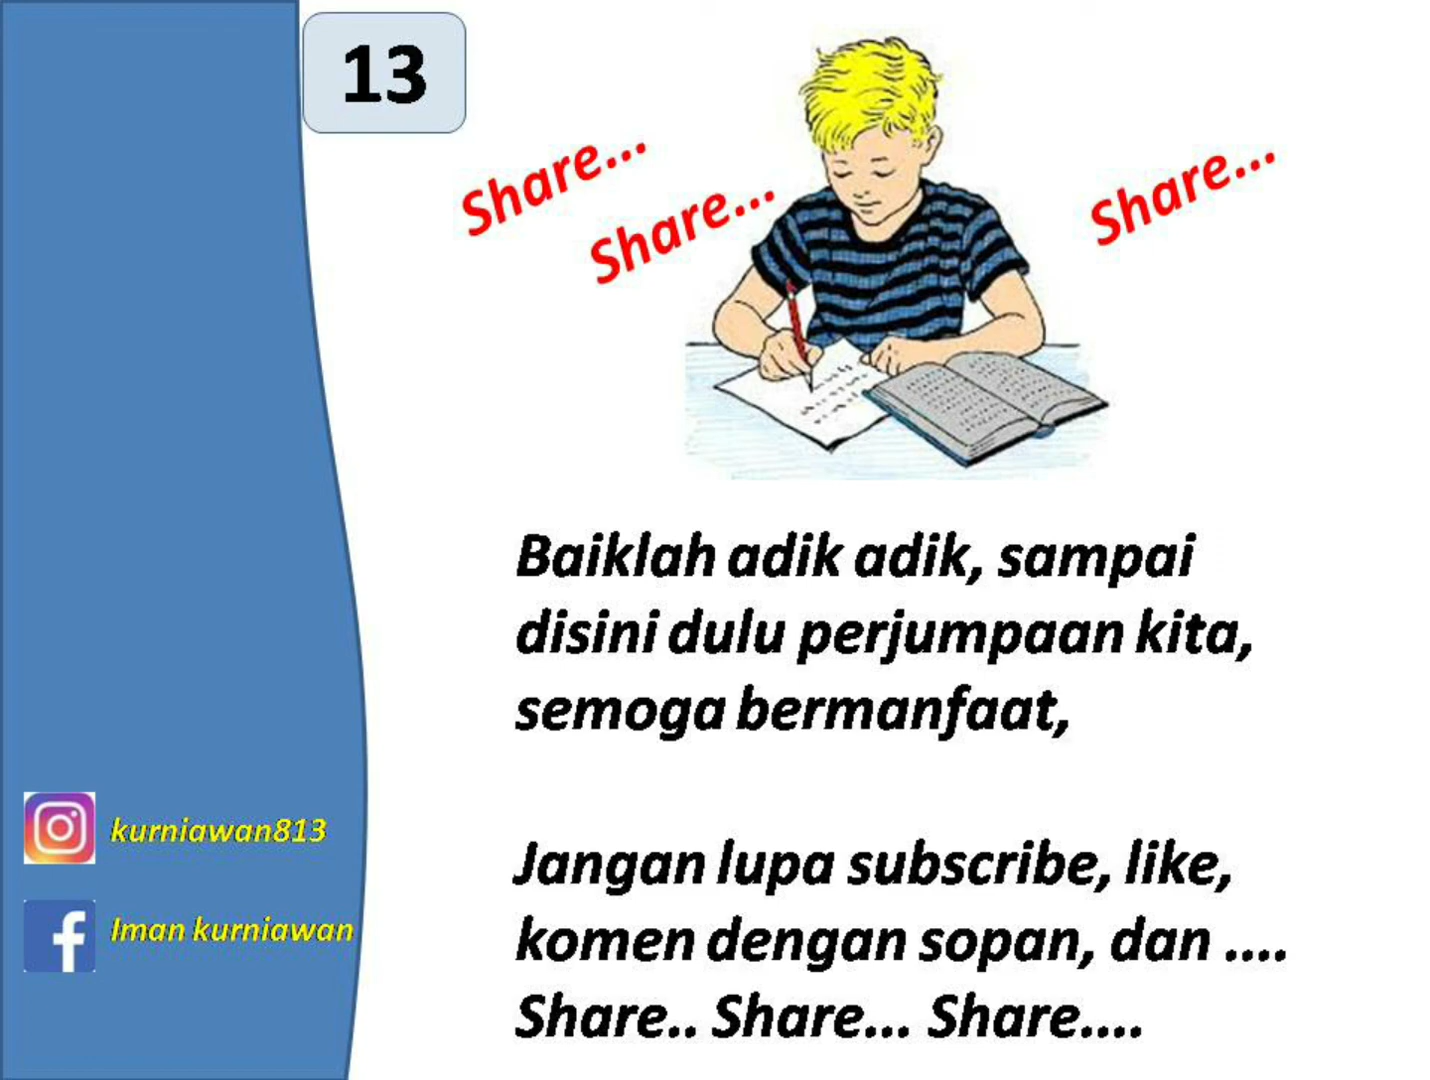 13
Share...
Share...
Share...
Baiklah adik adik, sampai
disini dulu perjumpaan kita,
semoga bermanfaat,
Jangan lupa subscribe, like,
komen dengan sopan, dan ....
Share.. Share... Share....
kurniawan813
Iman kurniawan